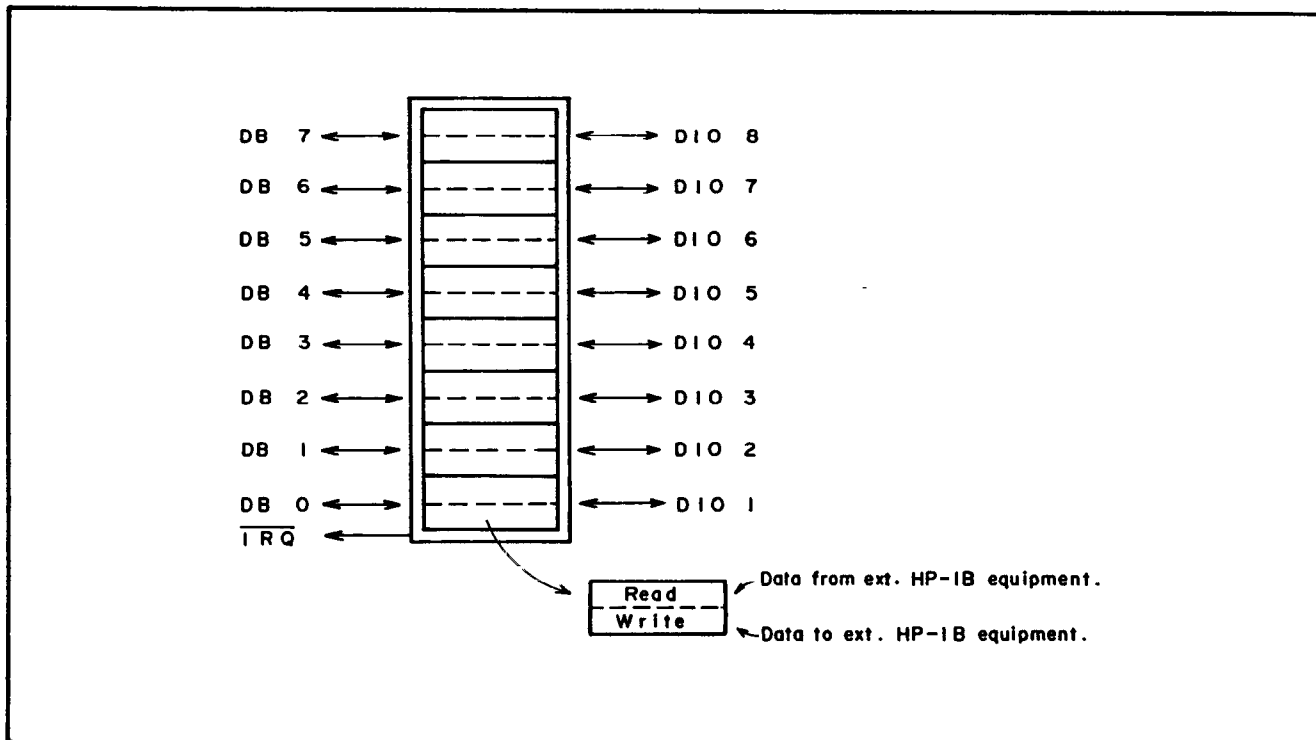 DB 7 DIO 8
DB 6 DIO 7
DB 5 DIO 6
DB 4 DIO 5
DB 3 DIO 4
DB 2 DIO 3
DB 1 DIO 2
DB 0 DIO 1
IRQ
Read Data from ext. HP-IB equipment.
Write Data to ext. HP-IB equipment.